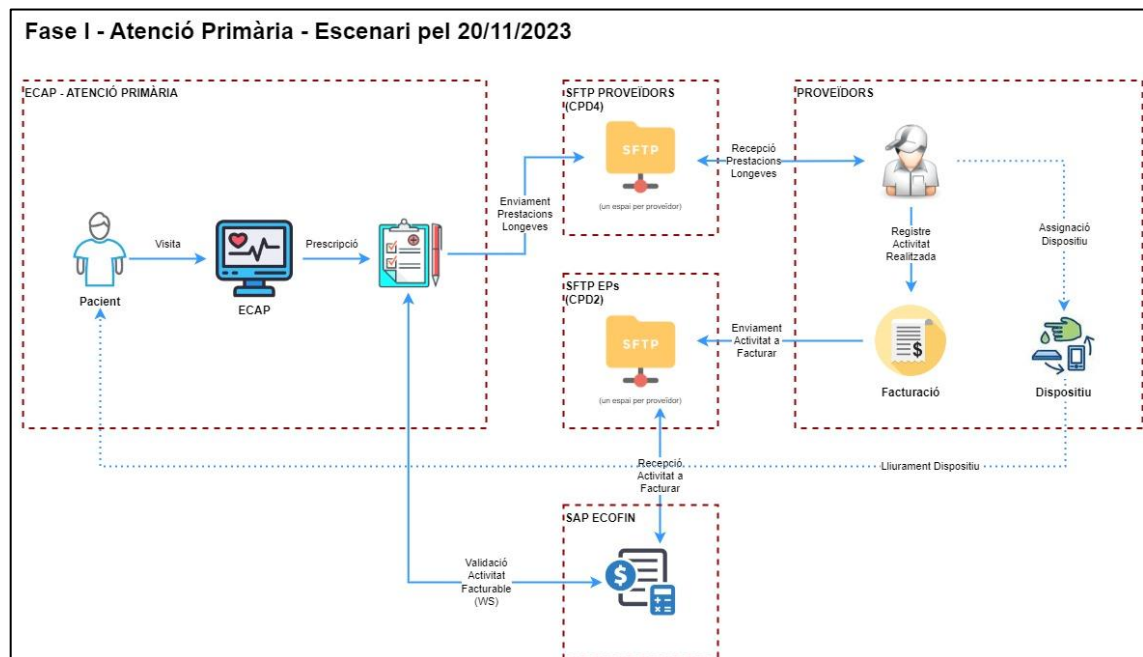 Fase I - Atenció Primària - Escenari pel 20/11/2023
ECAP - ATENCIÓ PRIMÀRIA
SFTP PROVEÏDORS
(CPD4)
PROVEÏDORS
SFTP
(un espai per proveïdor)
Recepció
Prestacions
Longeves
Enviament
Prestacions
Longeves
Visita
Prescripció
Pacient
ECAP
Registre
Activitat
Realitzada
Assignació
Dispositiu
SFTP EPs
(CPD2)
SFTP
(un espai per proveïdor)
Enviament
Activitat a
Facturar
Facturació
Dispositiu
Recepció
Activitat a
Facturar
Lliurament Dispositiu
SAP ECOFIN
Validació
Activitat
Facturable
(WS)